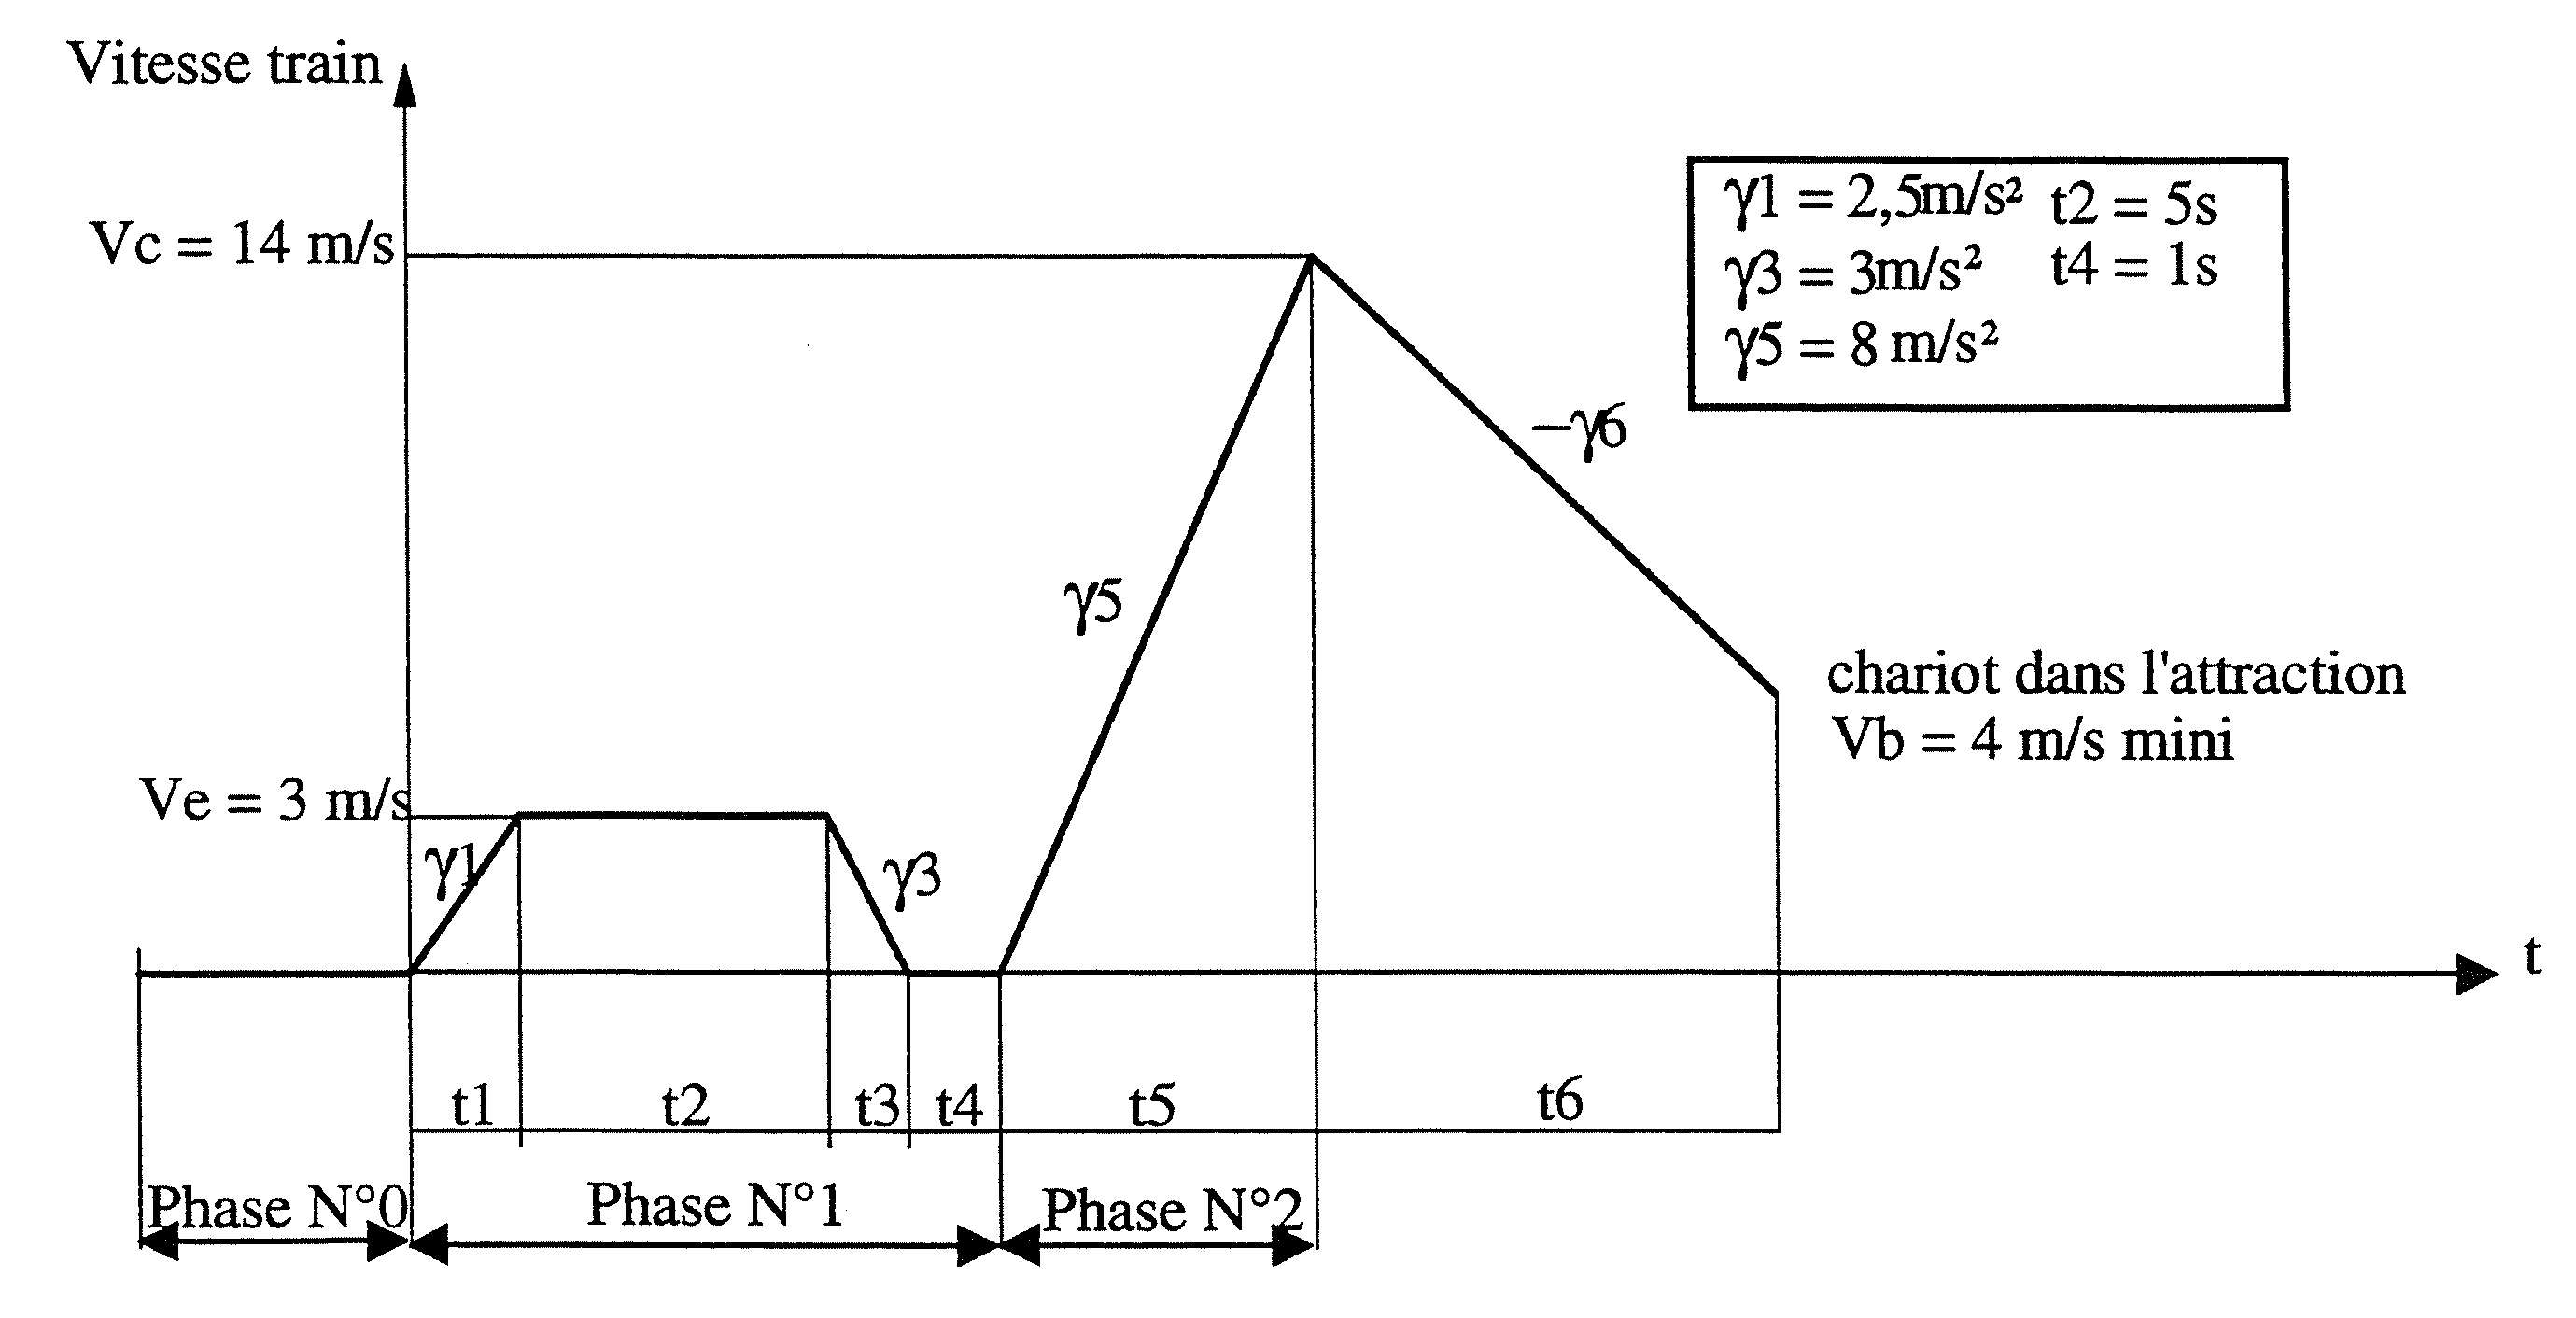 Vitesse train
Vc = 14 m/s
γ1 = 2,5m/s² t2 = 5s
γ3 = 3m/s² t4 = 1s
γ5 = 8 m/s²
–γ6
γ5
chariot dans l'attraction
Vb = 4 m/s mini
Ve = 3 m/s
γ1
γ3
t
t1 t2 t3 t4 t5 t6
Phase N°0 Phase N°1 Phase N°2